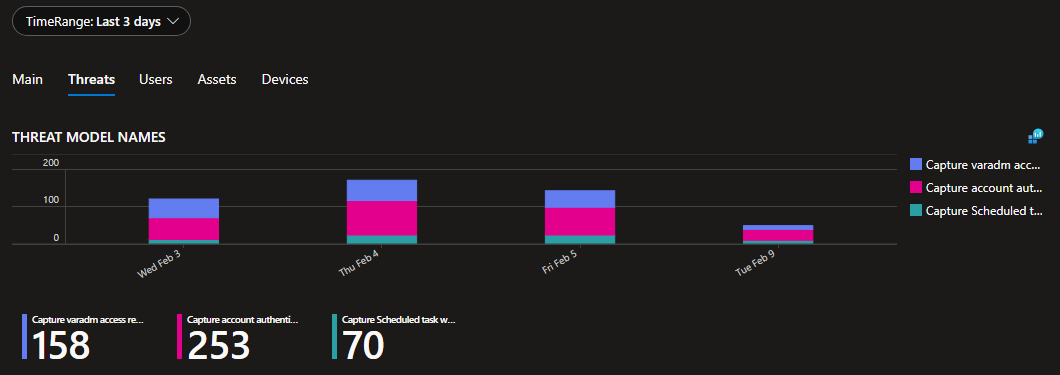 TimeRange: Last 3 days
Main Threats Users Assets Devices
THREAT MODEL NAMES
200
100
0
Wed Feb 3 Thu Feb 4 Fri Feb 5 Tue Feb 9
Capture varadm acc...
Capture account aut...
Capture Scheduled t...
Capture varadm access re... Capture account authenti... Capture Scheduled task w...
158 253 70